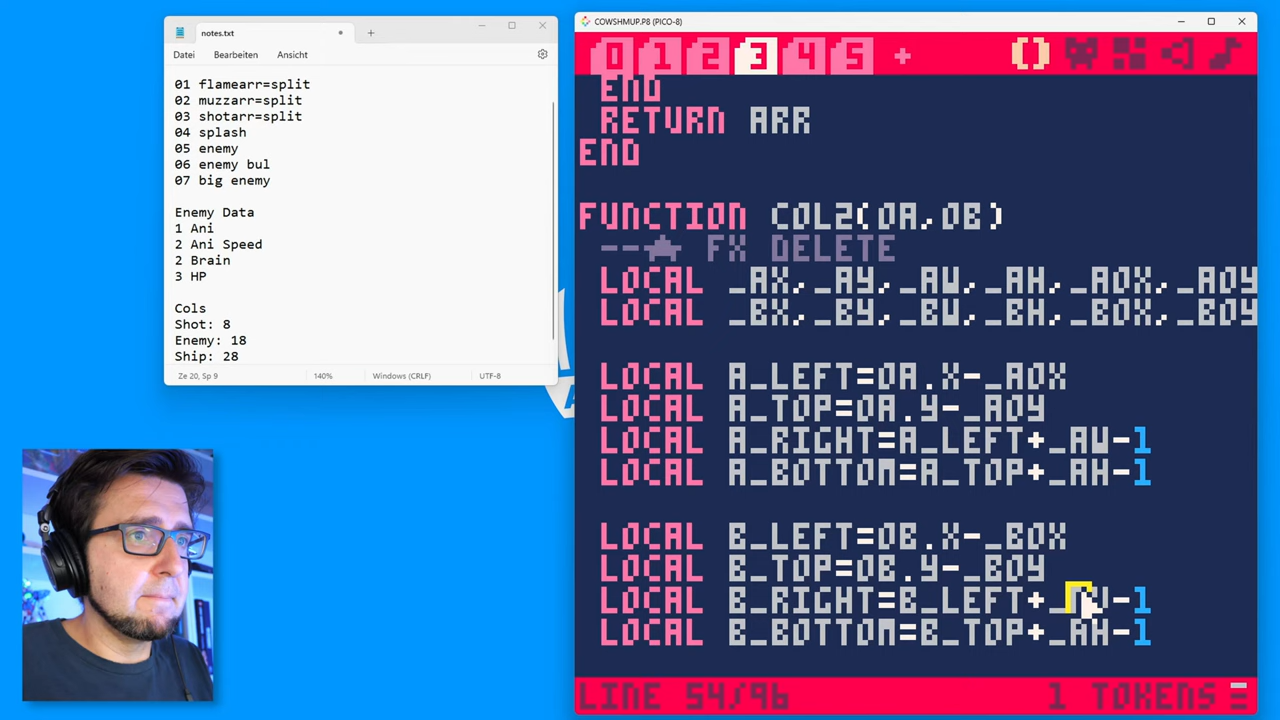 notes.txt
Datei Bearbeiten Ansicht
01 flamearr=split
02 muzzarr=split
03 shotarr=split
04 splash
05 enemy
06 enemy bul
07 big enemy
Enemy Data
1 Ani
2 Ani Speed
2 Brain
3 HP
Cols
Shot: 8
Enemy: 18
Ship: 28
Ze 20, Sp 9 140% Windows (CRLF) UTF-8
COWSHMUP.P8 (PICO-8)
0 1 2 3 4 5 +
END
RETURN ARR
END
FUNCTION COL2(OA,OB)
--★ FX DELETE
LOCAL _AX,_AY,_AW,_AH,_AOX,_AOY
LOCAL _BX,_BY,_BW,_BH,_BOX,_BOY
LOCAL A_LEFT=OA.X-_AOX
LOCAL A_TOP=OA.Y-_AOY
LOCAL A_RIGHT=A_LEFT+_AW-1
LOCAL A_BOTTOM=A_TOP+_AH-1
LOCAL B_LEFT=OB.X-_BOX
LOCAL B_TOP=OB.Y-_BOY
LOCAL B_RIGHT=B_LEFT+_AW-1
LOCAL B_BOTTOM=B_TOP+_AH-1
LINE 54/96 1 TOKENS